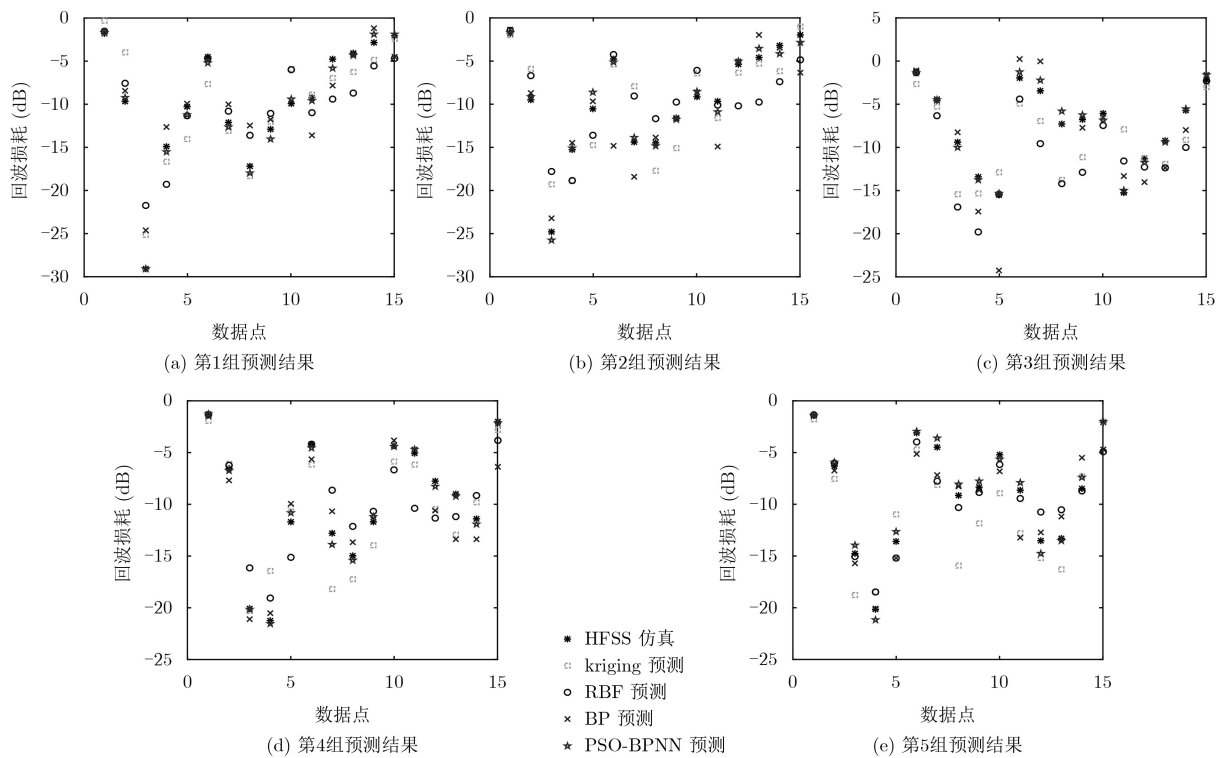 0
−5
−10
−15
−20
−25
−30
0
5
10
15
回波损耗 (dB)
数据点
(a) 第1组预测结果
0
−5
−10
−15
−20
−25
−30
0
5
10
15
回波损耗 (dB)
数据点
(b) 第2组预测结果
5
0
−5
−10
−15
−20
−25
0
5
10
15
回波损耗 (dB)
数据点
(c) 第3组预测结果
0
−5
−10
−15
−20
−25
0
5
10
15
回波损耗 (dB)
数据点
(d) 第4组预测结果
HFSS 仿真
kriging 预测
RBF 预测
BP 预测
PSO-BPNN 预测
0
−5
−10
−15
−20
−25
0
5
10
15
回波损耗 (dB)
数据点
(e) 第5组预测结果